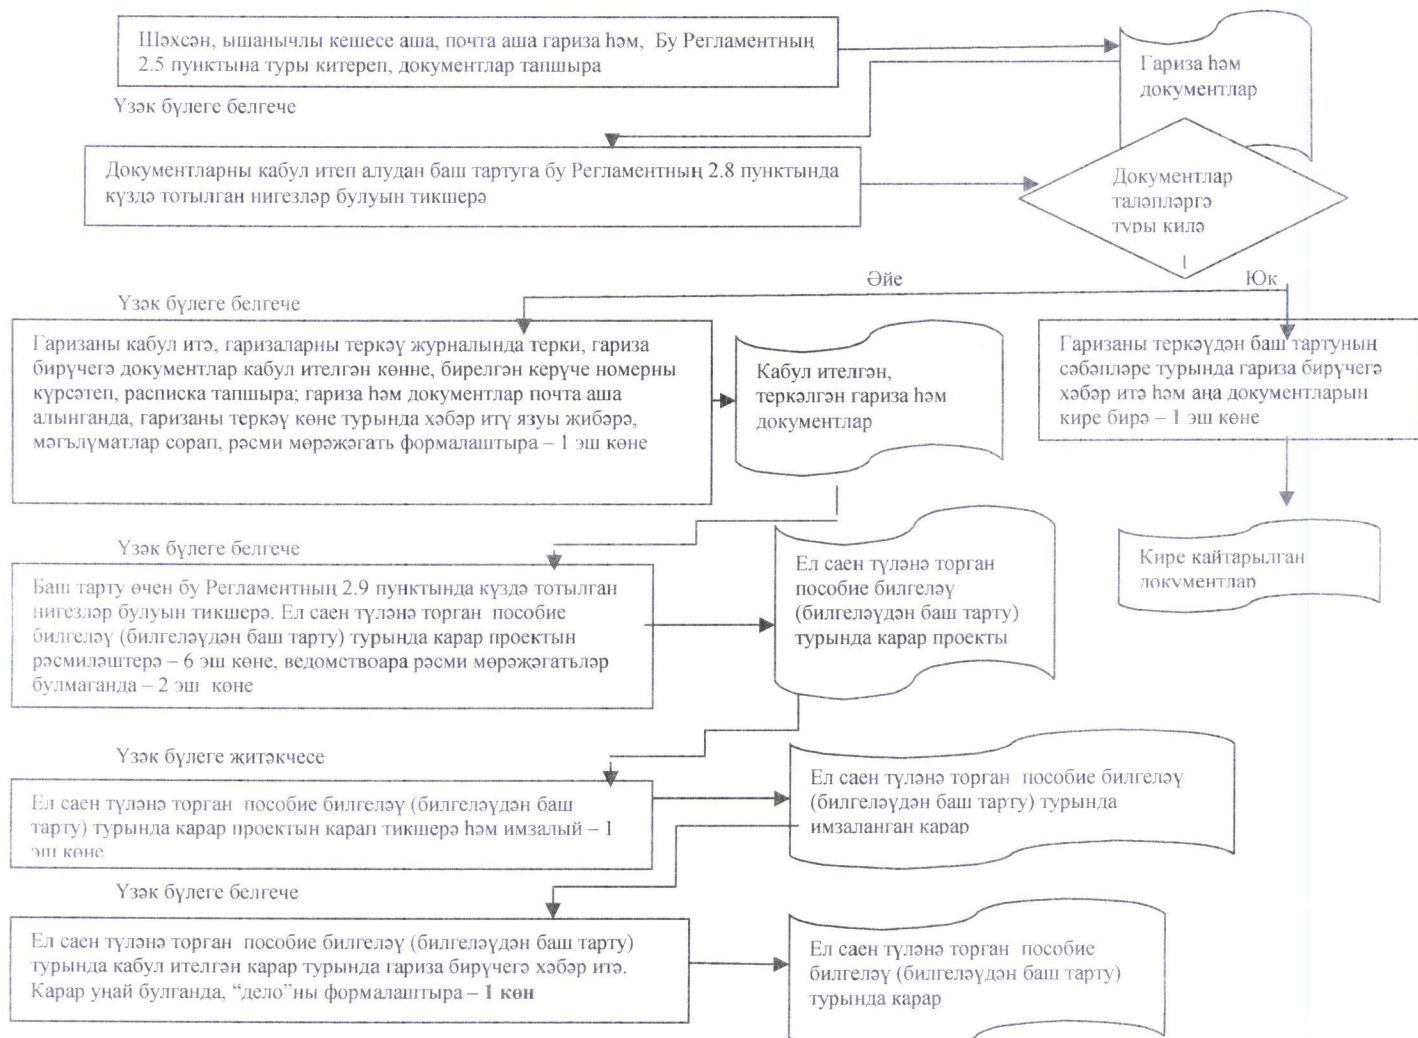 Шәхсән, ышанычлы кешесе аша, почта аша гариза һәм, Бу Регламентның
2.5 пунктына туры китереп, документлар тапшыра
Гариза һәм
документлар
Үзәк бүлеге белгече
Документларны кабул итеп алудан баш тартуга бу Регламентның 2.8 пунктында
күздә тотылган нигезләр булуын тикшерә
Документлар
таләпләргә
туры килә
Әйе
Юк
Үзәк бүлеге белгече
Гаризаны кабул итә, гаризаларны теркәү журналында терки, гариза
бирүчегә документлар кабул ителгән көнне, бирелгән керүче номерны
күрсәтеп, расписка тапшыра; гариза һәм документлар почта аша
алынганда, гаризаны теркәү көне турында хәбәр итү язуы жибәрә,
мәгълүматлар сорап, рәсми мөрәҗәгать формалаштыра – 1 эш көне
Кабул ителгән,
теркәлгән гариза һәм
документлар
Гаризаны теркәүдән баш тартуның
сәбәпләре турында гариза бирүчегә
хәбәр итә һәм аңа документларын
кире бирә – 1 эш көне
Кире кайтарылган
документлар
Үзәк бүлеге белгече
Баш тарту өчен бу Регламентның 2.9 пунктында күздә тотылган
нигезләр булуын тикшерә. Ел саен түләнә торган пособие
билгеләү (билгеләүдән баш тарту) турында карар проектын
рәсмиләштерә – 6 эш көне, ведомствоара рәсми мөрәҗәгатьләр
булмаганда – 2 эш көне
Ел саен түләнә торган
пособие билгеләү
(билгеләүдән баш тарту)
турында карар проекты
Үзәк бүлеге житәкчесе
Ел саен түләнә торган пособие билгеләү (билгеләүдән баш
тарту) турында карар проектын карап тикшерә һәм имзалый – 1
эш көне
Ел саен түләнә торган пособие билгеләү
(билгеләүдән баш тарту) турында
имзаланган карар
Үзәк бүлеге белгече
Ел саен түләнә торган пособие билгеләү (билгеләүдән баш тарту)
турында кабул ителгән карар турында гариза бирүчегә хәбәр итә.
Карар уңай булганда, “дело”ны формалаштыра – 1 көн
Ел саен түләнә торган пособие
билгеләү (билгеләүдән баш тарту)
турында карар